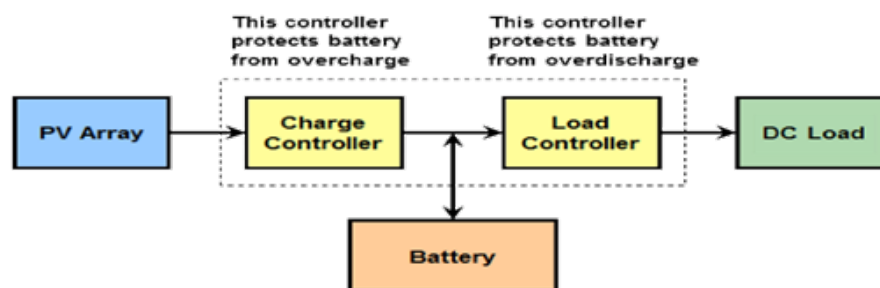 This controller
protects battery
from overcharge
This controller
protects battery
from overdischarge
PV Array
Charge
Controller
Load
Controller
DC Load
Battery